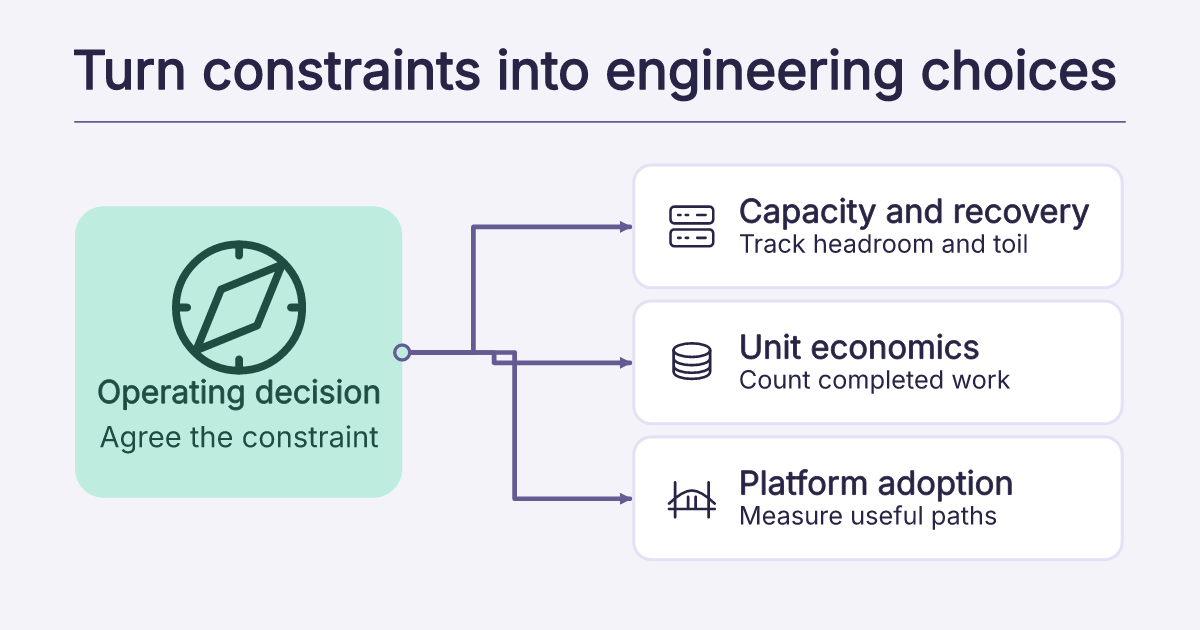 Turn constraints into engineering choices
Operating decision
Agree the constraint
Capacity and recovery
Track headroom and toil
Unit economics
Count completed work
Platform adoption
Measure useful paths